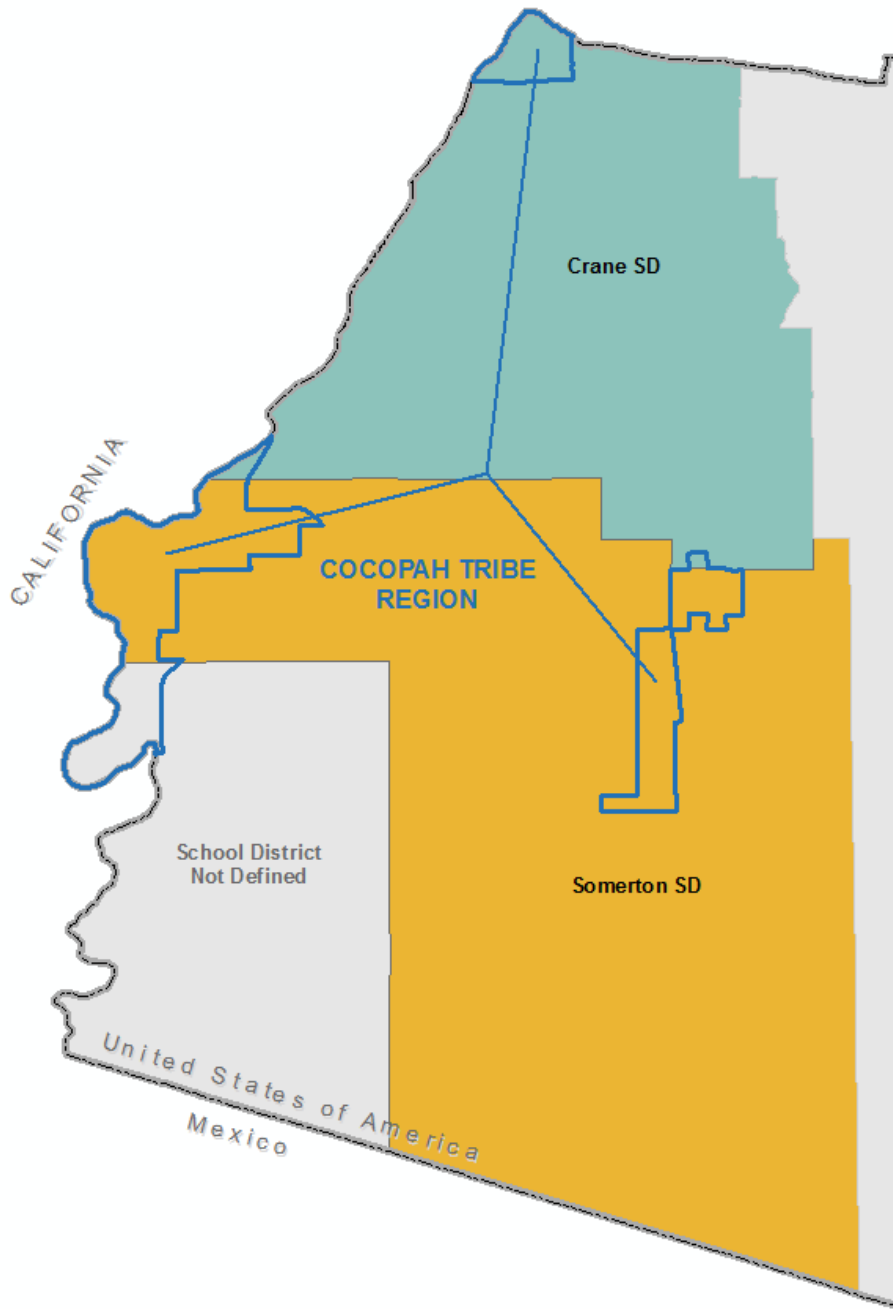 Crane SD
CALIFORNIA
COCOPAH TRIBE
REGION
School District
Not Defined
Somerton SD
United States of America
Mexico